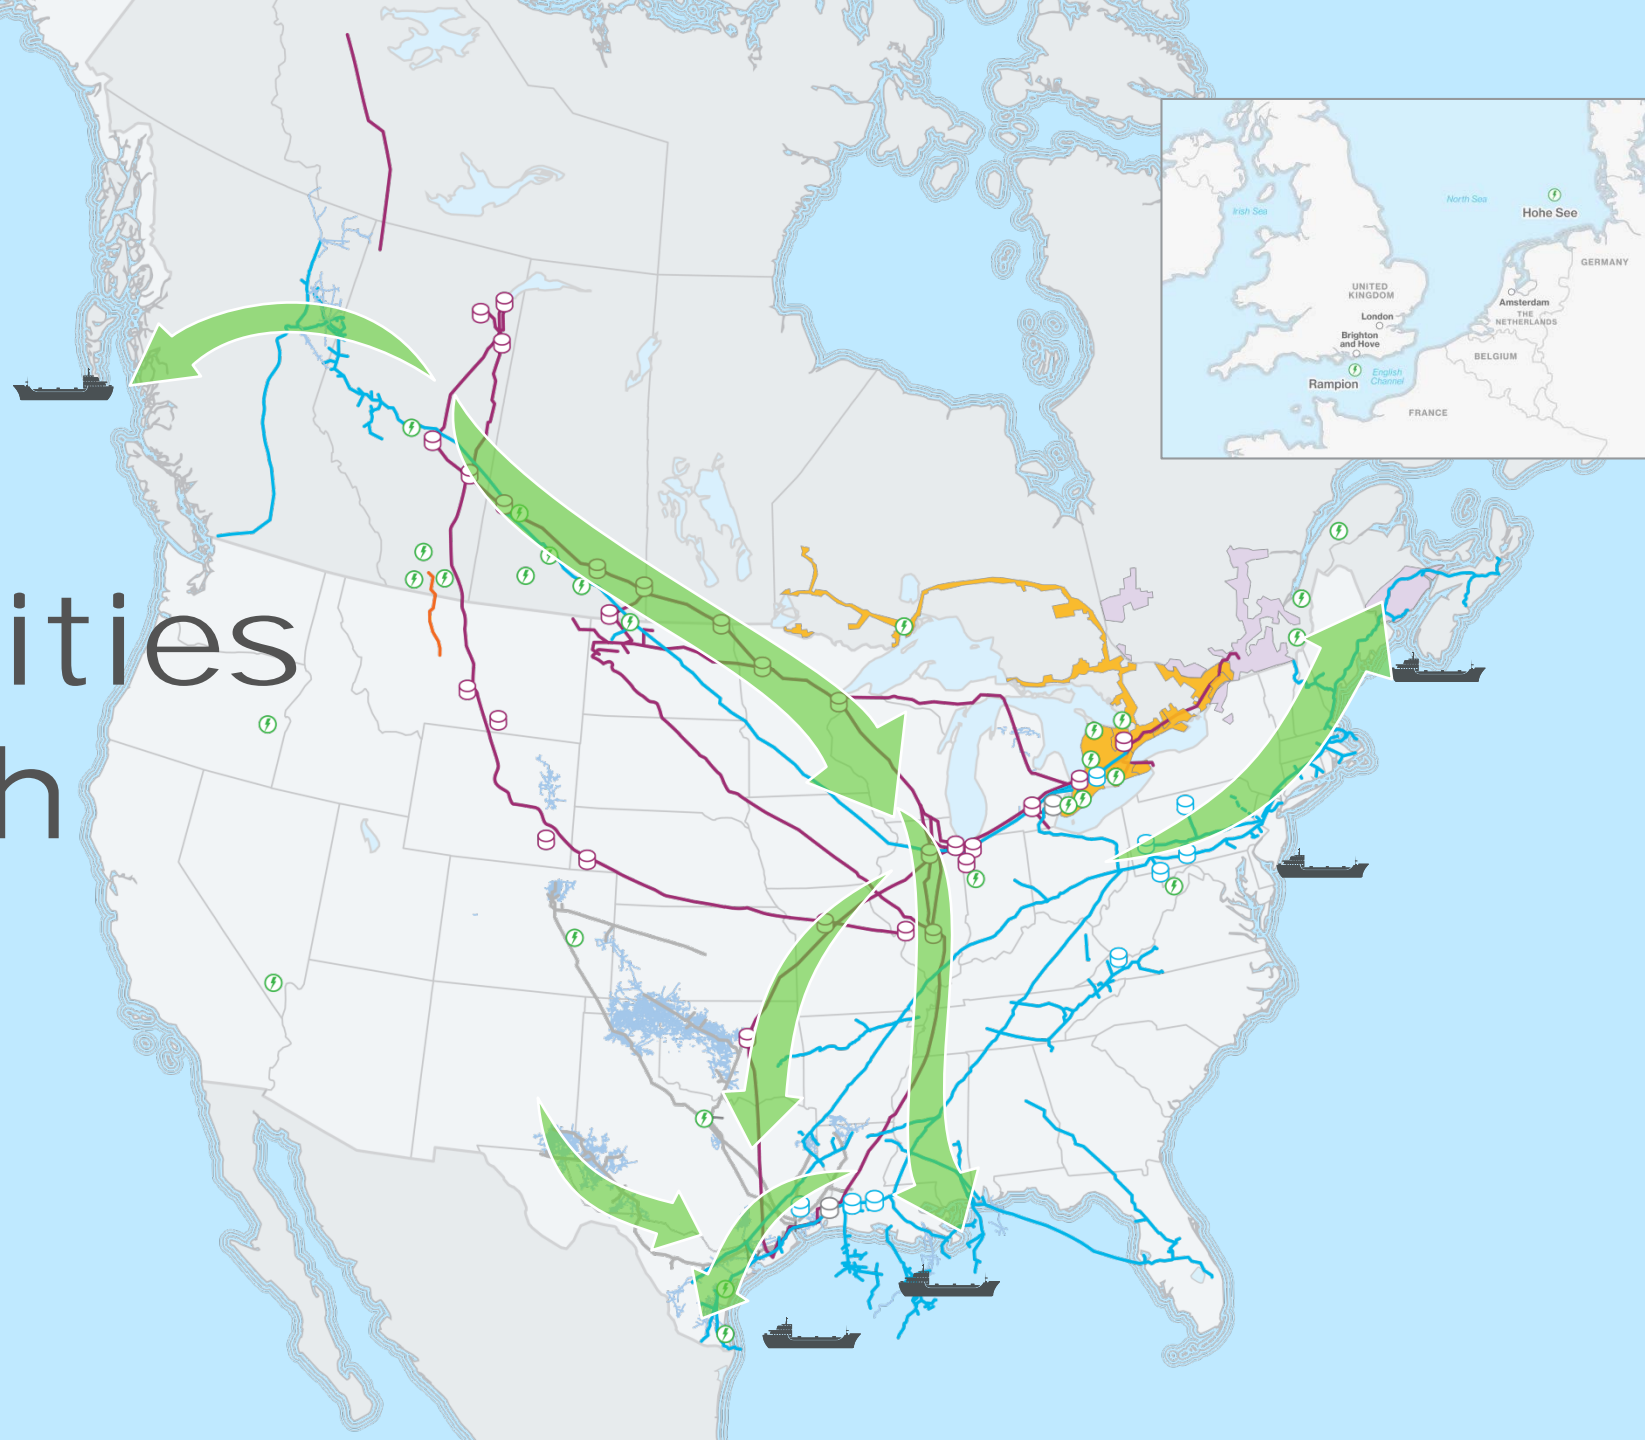 ities
h
Irish Sea
North Sea
Hohe See
GERMANY
UNITED
KINGDOM
Amsterdam
THE
NETHERLANDS
London
Brighton
and Hove
BELGIUM
Rampion
English
Channel
FRANCE